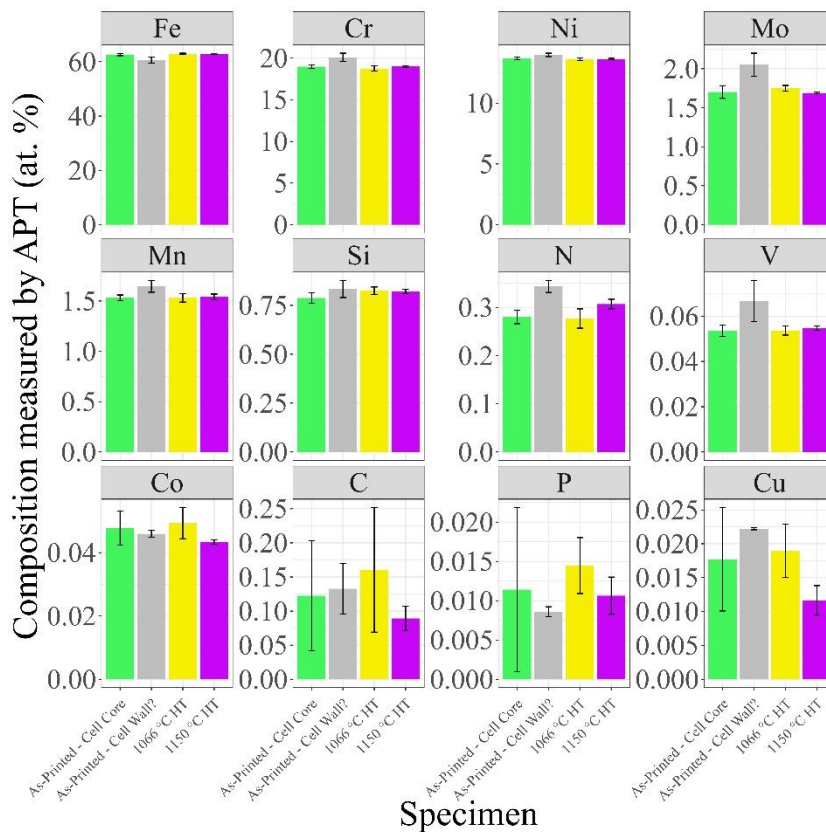 Fe Cr Ni Mo
60
40
20
0
20
15
10
5
0
10
5
0
2.0
1.5
1.0
0.5
0.0
Mn Si N V
1.5
1.0
0.5
0.0
0.75
0.50
0.25
0.00
0.3
0.2
0.1
0.0
0.06
0.04
0.02
0.00
Co C P Cu
0.04
0.02
0.00
0.25
0.20
0.15
0.10
0.05
0.00
0.020
0.015
0.010
0.005
0.000
0.025
0.020
0.015
0.010
0.005
0.000
As-Printed - Cell Core
As-Printed - Cell Wall?
1066 °C HT
1150 °C HT
As-Printed - Cell Core
As-Printed - Cell Wall?
1066 °C HT
1150 °C HT
As-Printed - Cell Core
As-Printed - Cell Wall?
1066 °C HT
1150 °C HT
As-Printed - Cell Core
As-Printed - Cell Wall?
1066 °C HT
1150 °C HT
Composition measured by APT (at. %)
Specimen